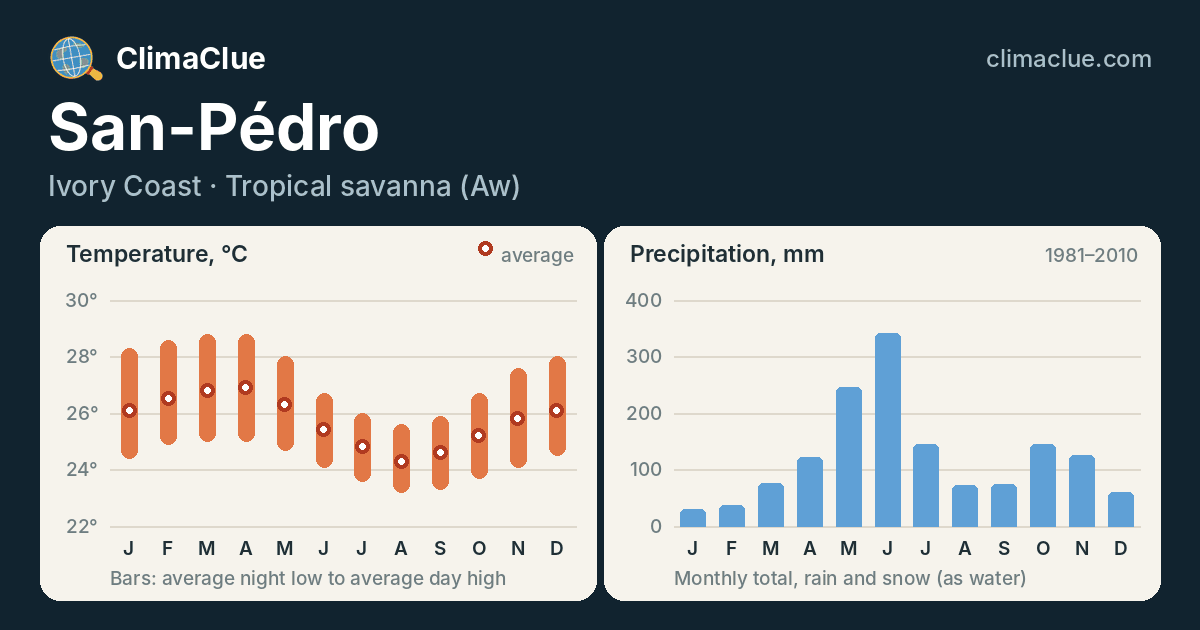 ClimaClue
climaclue.com
San-Pédro
Ivory Coast · Tropical savanna (Aw)
Temperature, °C
average
30°
28°
26°
24°
22°
J F M A M J J A S O N D
Bars: average night low to average day high
Precipitation, mm
1981–2010
400
300
200
100
0
J F M A M J J A S O N D
Monthly total, rain and snow (as water)